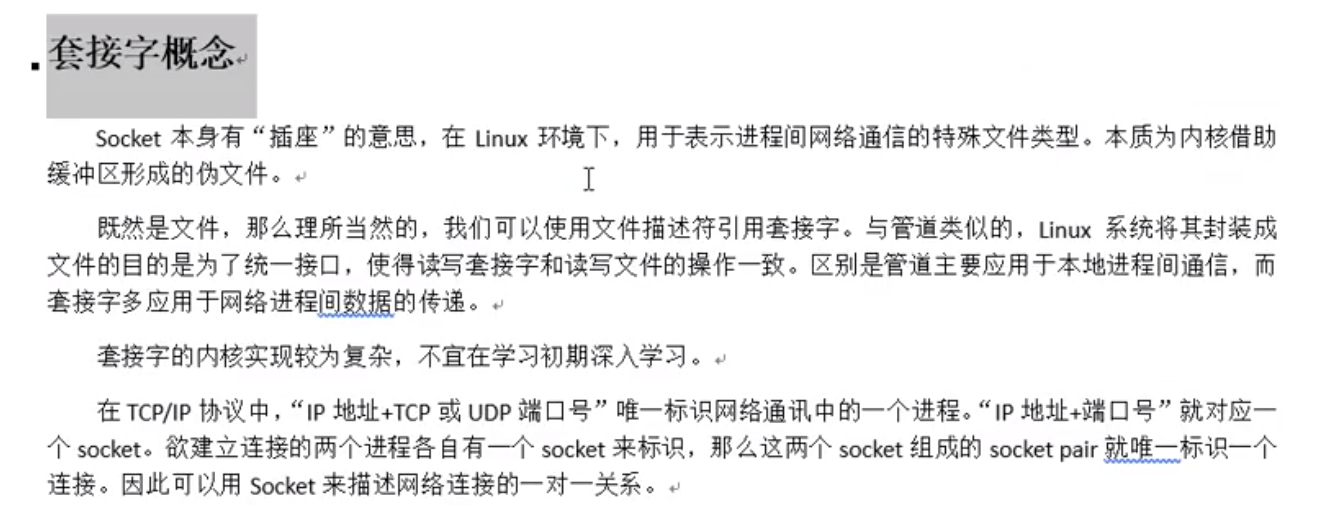 套接字概念
Socket 本身有“插座”的意思，在 Linux 环境下，用于表示进程间网络通信的特殊文件类型。本质为内核借助
缓冲区形成的伪文件。
既然是文件，那么理所当然的，我们可以使用文件描述符引用套接字。与管道类似的，Linux 系统将其封装成
文件的目的是为了统一接口，使得读写套接字和读写文件的操作一致。区别是管道主要应用于本地进程间通信，而
套接字多应用于网络进程间数据的传递。
套接字的内核实现较为复杂，不宜在学习初期深入学习。
在 TCP/IP 协议中，“IP 地址+TCP 或 UDP 端口号”唯一标识网络通讯中的一个进程。“IP 地址+端口号”就对应一
个 socket。欲建立连接的两个进程各自有一个 socket 来标识，那么这两个 socket 组成的 socket pair 就唯一标识一个
连接。因此可以用 Socket 来描述网络连接的一对一关系。